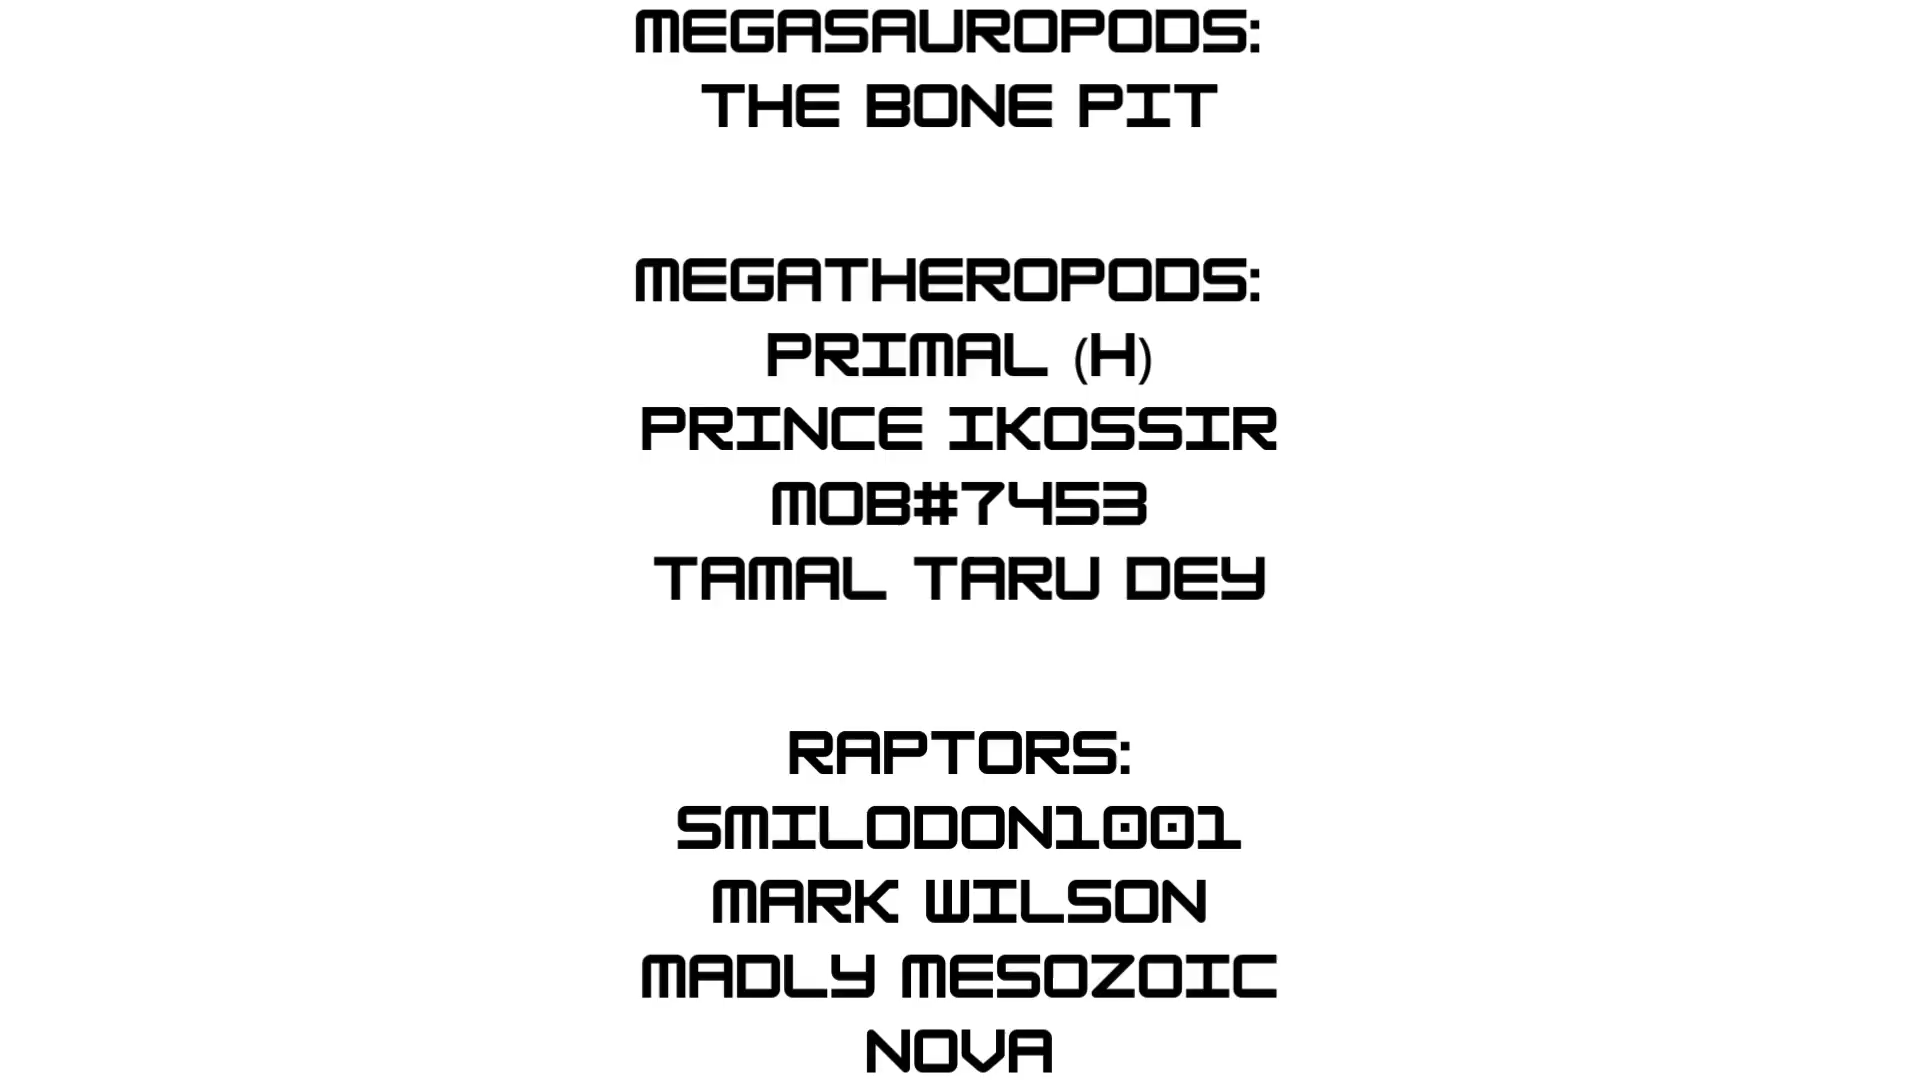 MEGASAUROPODS:
THE BONE PIT
MEGATHEROPODS:
PRIMAL (H)
PRINCE IKOSSIR
MOB#7453
TAMAL TARU DEY
RAPTORS:
SMILODON1001
MARK WILSON
MADLY MESOZOIC
NOVA